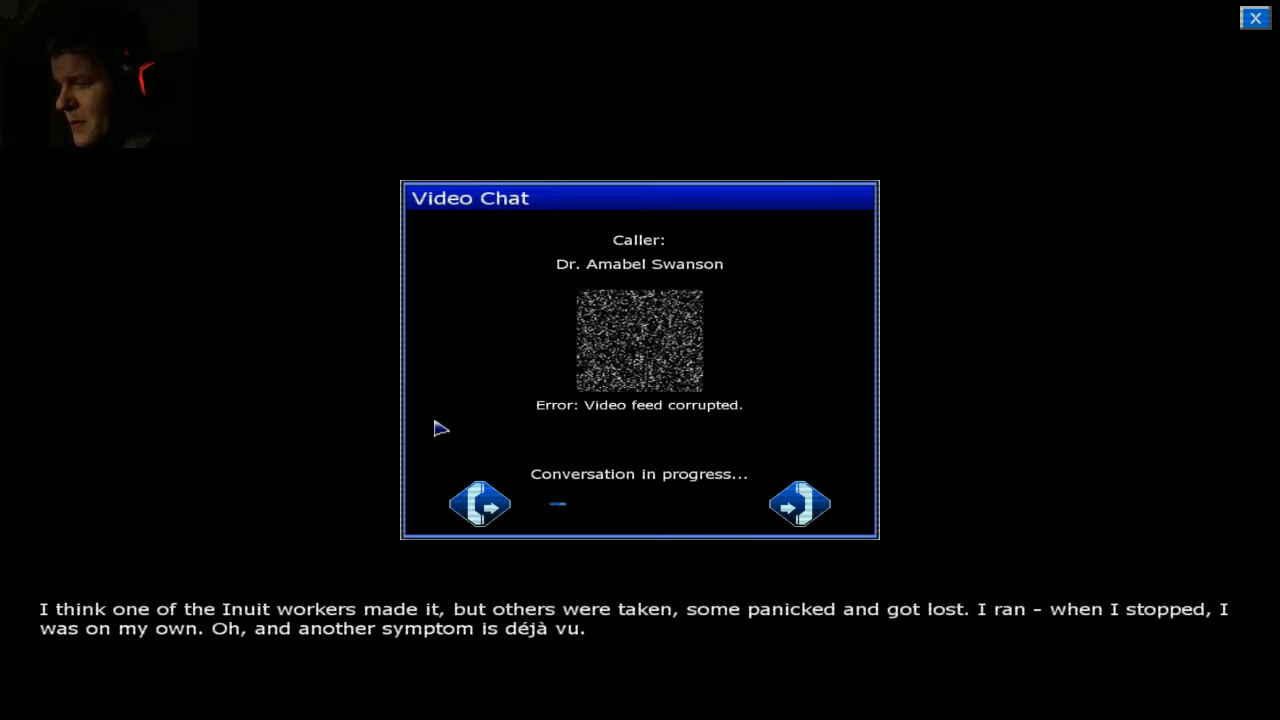 X
Video Chat
Caller:
Dr. Amabel Swanson
Error: Video feed corrupted.
Conversation in progress...
I think one of the Inuit workers made it, but others were taken, some panicked and got lost. I ran - when I stopped, I
was on my own. Oh, and another symptom is déjà vu.